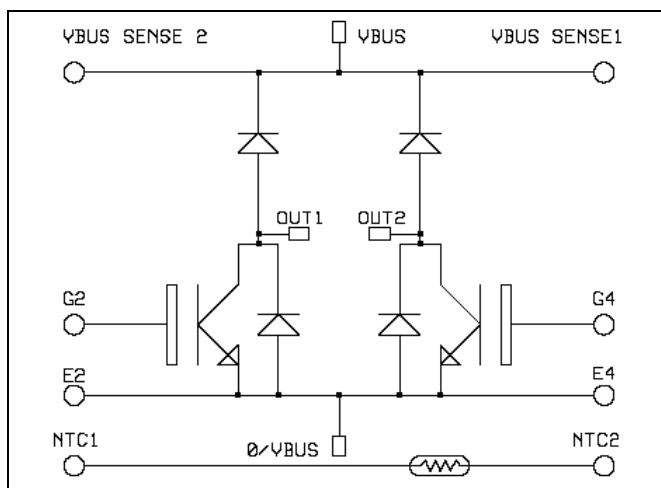 VBUS SENSE 2
VBUS
VBUS SENSE1
OUT1
OUT2
G2
G4
E2
E4
0/VBUS
NTC1
NTC2